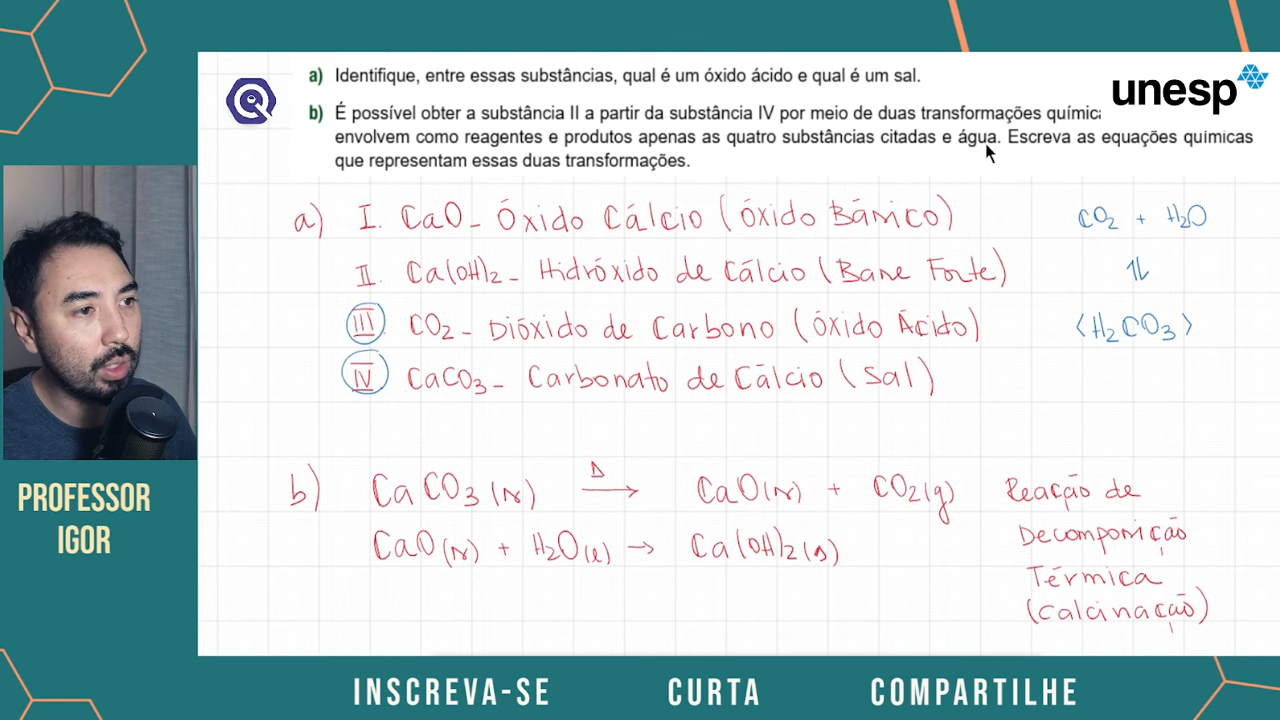 a) Identifique, entre essas substâncias, qual é um óxido ácido e qual é um sal.
b) É possível obter a substância II a partir da substância IV por meio de duas transformações química
envolvem como reagentes e produtos apenas as quatro substâncias citadas e água. Escreva as equações químicas
que representam essas duas transformações.
unesp
a) I. CaO - Óxido Cálcio (Óxido Básico)
CO₂ + H₂O
II. Ca(OH)₂ - Hidróxido de Cálcio (Base Forte)
⇅
III CO₂ - Dióxido de Carbono (Óxido Ácido)
<H₂CO₃>
IV CaCO₃ - Carbonato de Cálcio (Sal)
b) CaCO₃(s) Δ→ CaO(s) + CO₂(g) Reação de
CaO(s) + H₂O(l) → Ca(OH)₂(s) Decomposição
Térmica
(Calcinação)
PROFESSOR
IGOR
INSCREVA-SE CURTA COMPARTILHE